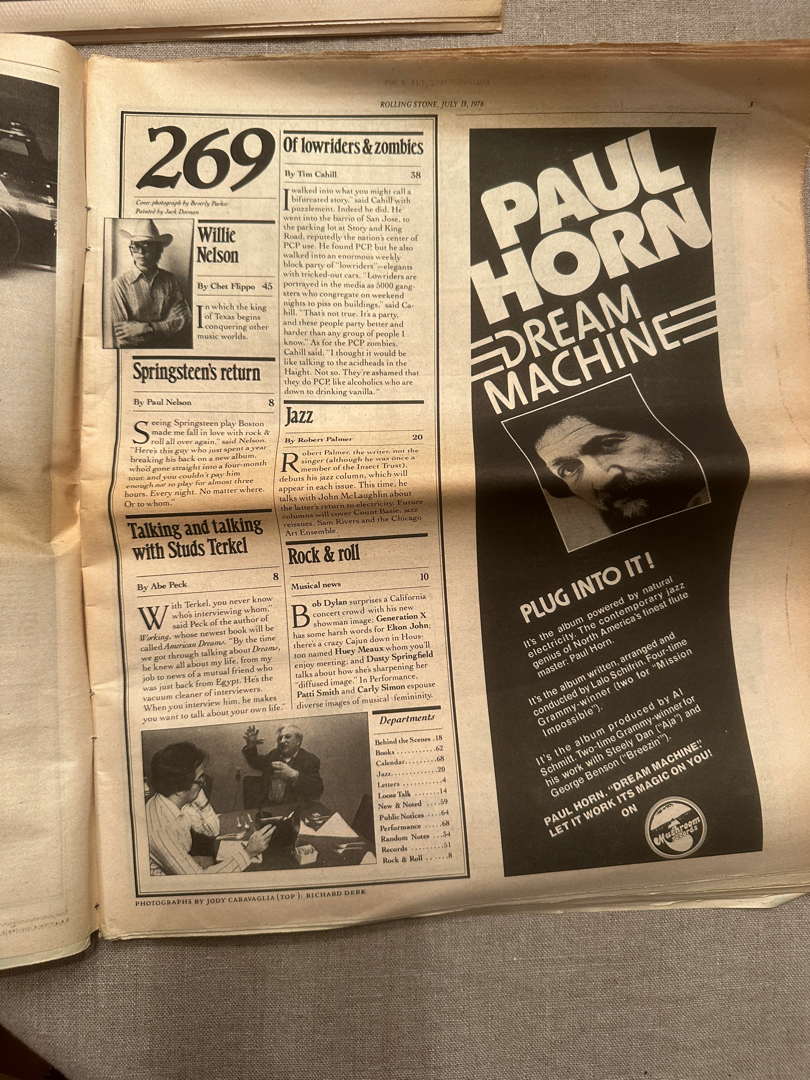 ROLLING STONE, JULY 13, 1978
269
Cover photograph by Beverly Parker
Painted by Jack Dorman
Willie
Nelson
By Chet Flippo 45
In which the king
of Texas begins
conquering other
music worlds.
Springsteen's return
By Paul Nelson 8
Seeing Springsteen play Boston
made me fall in love with rock &
roll all over again," said Nelson.
"Here's this guy who just spent a year
breaking his back on a new album,
who'd gone straight into a four-month
tour, and you couldn't pay him
enough not to play for almost three
hours. Every night. No matter where.
Or to whom."
Talking and talking
with Studs Terkel
By Abe Peck 8
With Terkel, you never know
who's interviewing whom,"
said Peck of the author of
Working, whose newest book will be
called American Dreams. "By the time
we got through talking about Dreams,
he knew all about my life, from my
job to news of a mutual friend who
was just back from Egypt. He's the
vacuum cleaner of interviewers.
When you interview him, he makes
you want to talk about your own life."
Of lowriders & zombies
By Tim Cahill 38
I walked into what you might call a
bifurcated story," said Cahill with
puzzlement. Indeed he did. He
went into the barrio of San Jose, to
the parking lot at Story and King
Road, reputedly the nation's center of
PCP use. He found PCP, but he also
walked into an enormous weekly
block party of "lowriders"—elegants
with tricked-out cars. "Lowriders are
portrayed in the media as 5000 gang-
sters who congregate on weekend
nights to piss on buildings," said Ca-
hill. "That's not true. It's a party,
and these people party better and
harder than any group of people I
know." As for the PCP zombies,
Cahill said, "I thought it would be
like talking to the acidheads in the
Haight. Not so. They're ashamed that
they do PCP, like alcoholics who are
down to drinking vanilla."
Jazz
By Robert Palmer 20
Robert Palmer, the writer, not the
singer (although he was once a
member of the Insect Trust),
debuts his jazz column, which will
appear in each issue. This time, he
talks with John McLaughlin about
the latter's return to electricity. Future
columns will cover Count Basie, jazz
reissues, Sam Rivers and the Chicago
Art Ensemble.
Rock & roll
Musical news 10
Bob Dylan surprises a California
concert crowd with his new
showman image; Generation X
has some harsh words for Elton John;
there's a crazy Cajun down in Hous-
ton named Huey Meaux whom you'll
enjoy meeting; and Dusty Springfield
talks about how she's sharpening her
"diffused image." In Performance,
Patti Smith and Carly Simon espouse
diverse images of musical femininity.
Departments
Behind the Scenes .18
Books .........62
Calendar........68
Jazz...........20
Letters .........4
Loose Talk ......14
New & Noted ....59
Public Notices ....64
Performance .....68
Random Notes ...34
Records ........51
Rock & Roll ......8
PHOTOGRAPHS BY JODY CARAVAGLIA (TOP); RICHARD DERK
5
PAUL
HORN
DREAM
MACHINE
PLUG INTO IT!
It's the album powered by natural
electricity. The contemporary jazz
genius of North America's finest flute
master, Paul Horn.
It's the album written, arranged and
conducted by Lalo Schifrin. Four-time
Grammy-winner (two for "Mission
Impossible").
It's the album produced by Al
Schmitt. Two-time Grammy-winner for
his work with Steely Dan ("Aja") and
George Benson ("Breezin'").
PAUL HORN. "DREAM MACHINE."
LET IT WORK ITS MAGIC ON YOU!
ON
Mushroom
records